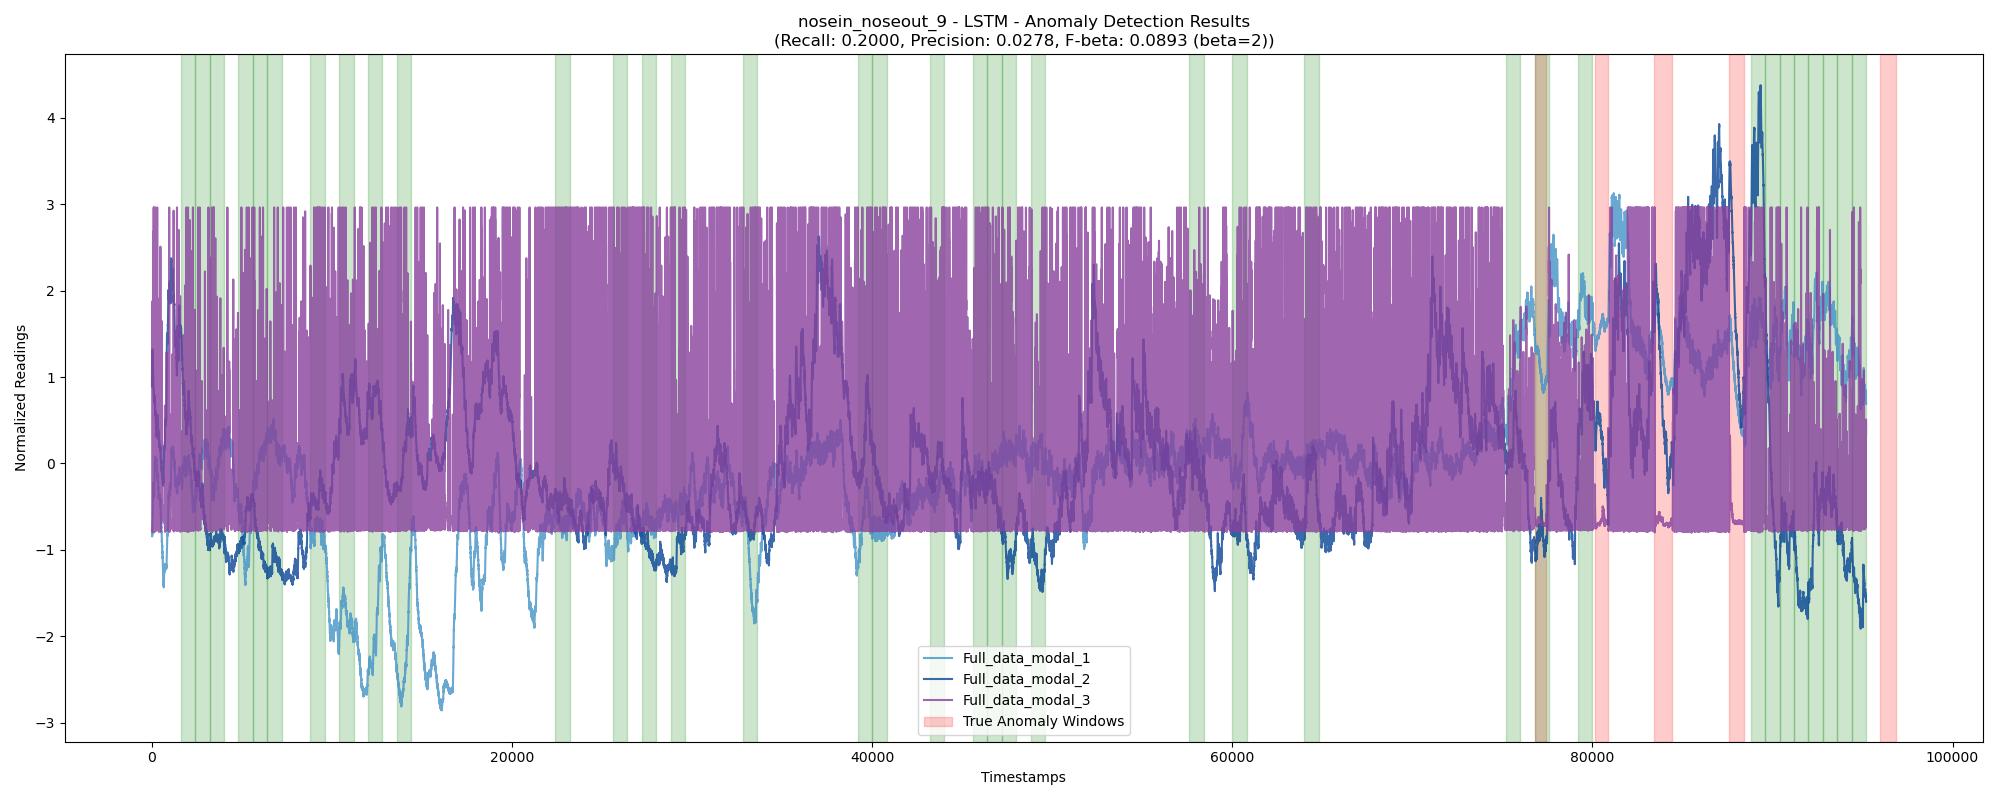 nosein_noseout_9 - LSTM - Anomaly Detection Results
(Recall: 0.2000, Precision: 0.0278, F-beta: 0.0893 (beta=2))
Normalized Readings
4
3
2
1
0
−1
−2
−3
Full_data_modal_1
Full_data_modal_2
Full_data_modal_3
True Anomaly Windows
0
20000
40000
60000
80000
100000
Timestamps